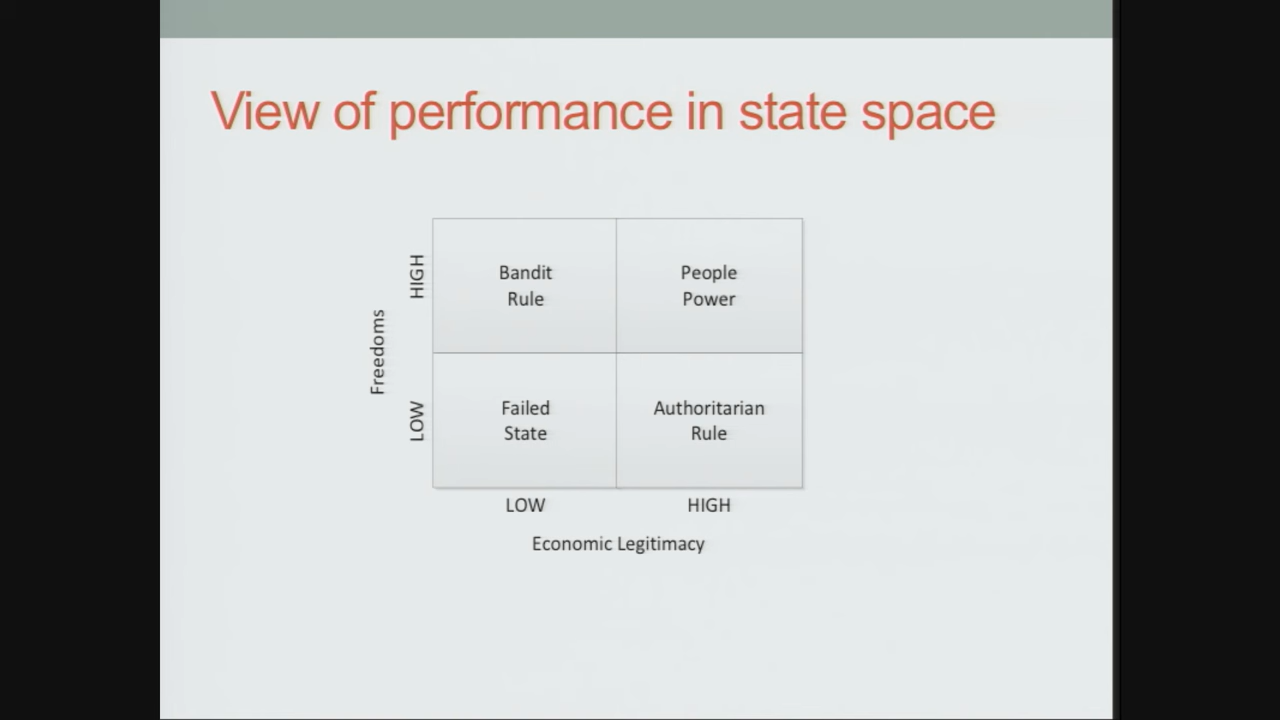 View of performance in state space
HIGH
Bandit
Rule
People
Power
Freedoms
LOW
Failed
State
Authoritarian
Rule
LOW
HIGH
Economic Legitimacy